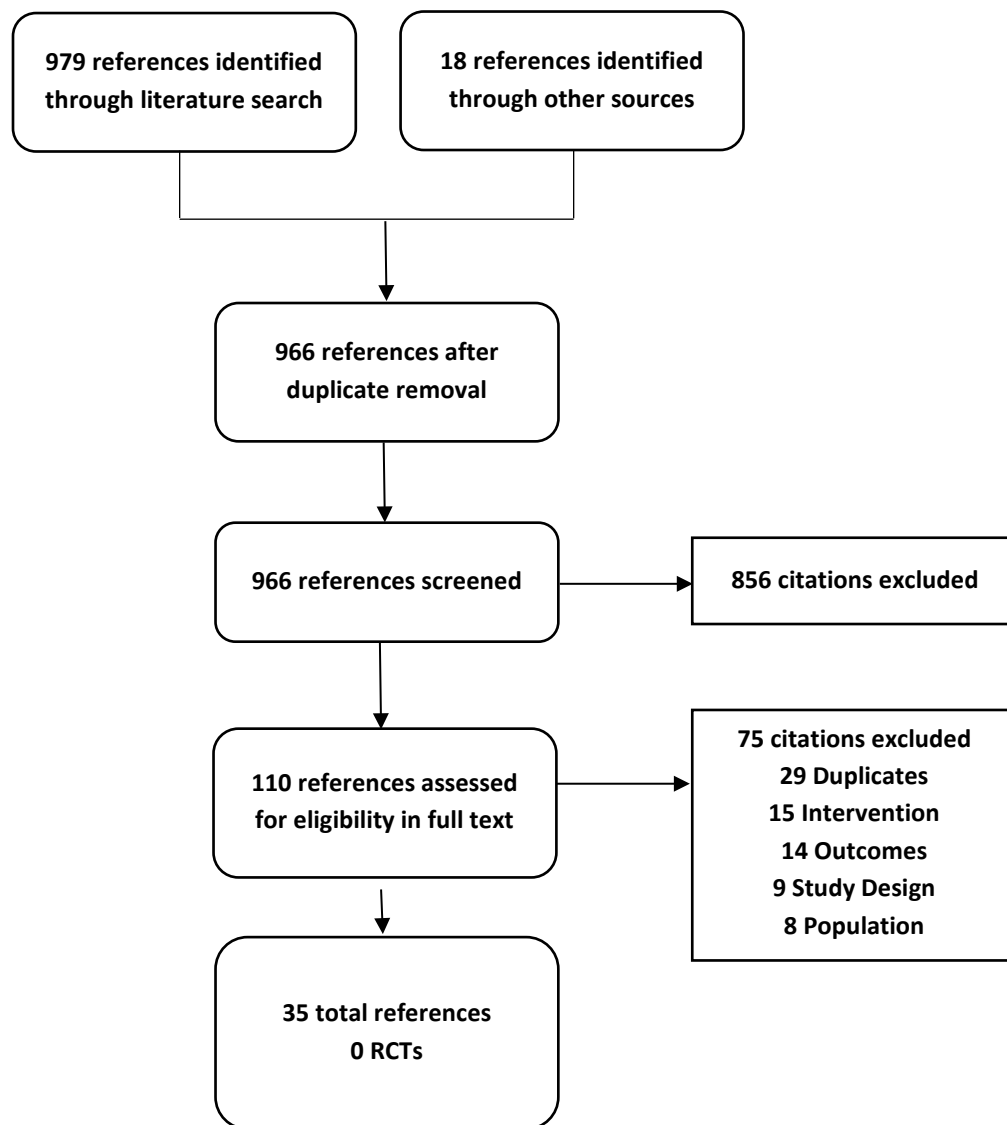 979 references identified
through literature search
18 references identified
through other sources
966 references after
duplicate removal
966 references screened
856 citations excluded
110 references assessed
for eligibility in full text
75 citations excluded
29 Duplicates
15 Intervention
14 Outcomes
9 Study Design
8 Population
35 total references
0 RCTs